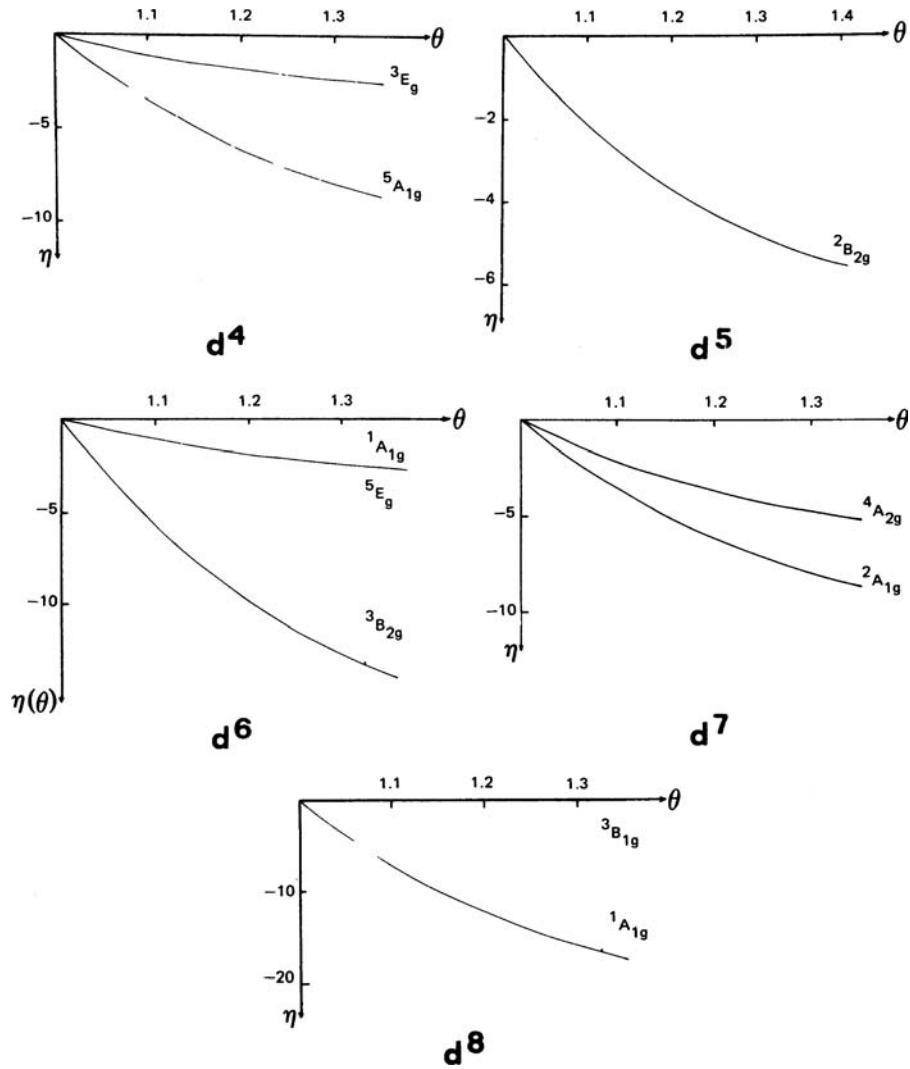 1.1 1.2 1.3 θ
³E_g
−5
⁵A_1g
−10
η
d⁴
1.1 1.2 1.3 1.4 θ
−2
−4
²B_2g
−6
η
d⁵
1.1 1.2 1.3 θ
¹A_1g
⁵E_g
−5
−10
³B_2g
η(θ)
d⁶
1.1 1.2 1.3 θ
⁴A_2g
−5
²A_1g
−10
η
d⁷
1.1 1.2 1.3 θ
³B_1g
−10
¹A_1g
−20
η
d⁸